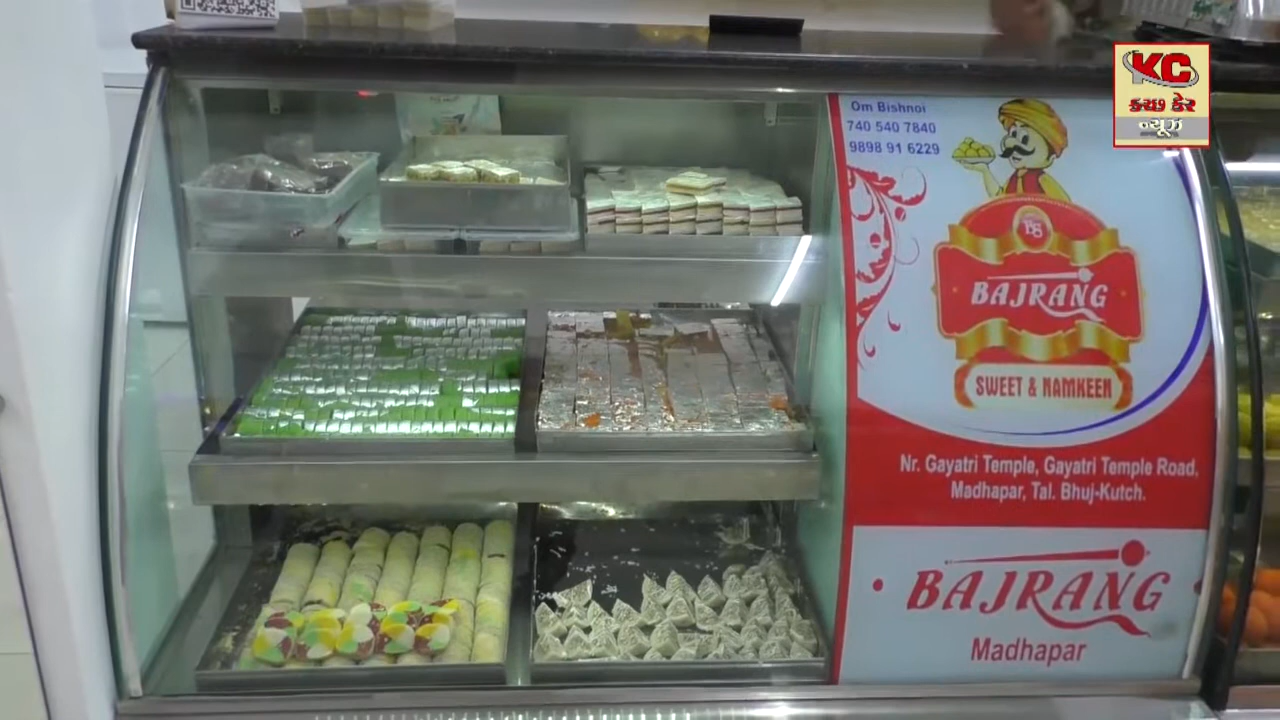 Om Bishnoi
740 540 7840
9898 91 6229
KC
કચ્છ કેર
ન્યૂઝ
BS
BAJRANG
SWEET & NAMKEEN
Nr. Gayatri Temple, Gayatri Temple Road,
Madhapar, Tal. Bhuj-Kutch.
• BAJRANG •
Madhapar